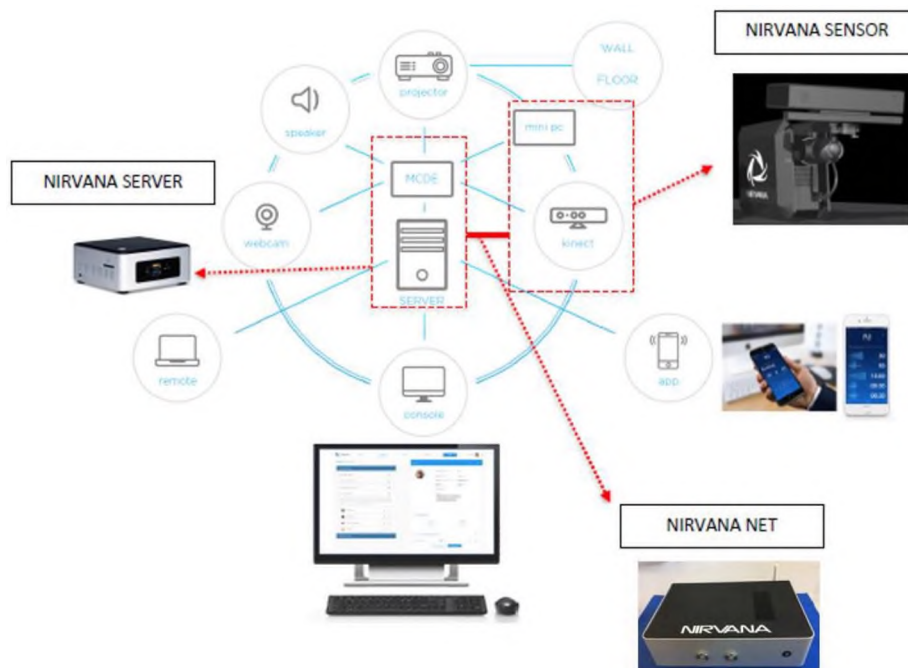 NIRVANA SENSOR
WALL
FLOOR
projector
speaker
mini pc
NIRVANA SERVER
MCDE
NIRVANA
webcam
kinect
SERVER
remote
app
console
NIRVANA NET
NIRVANA